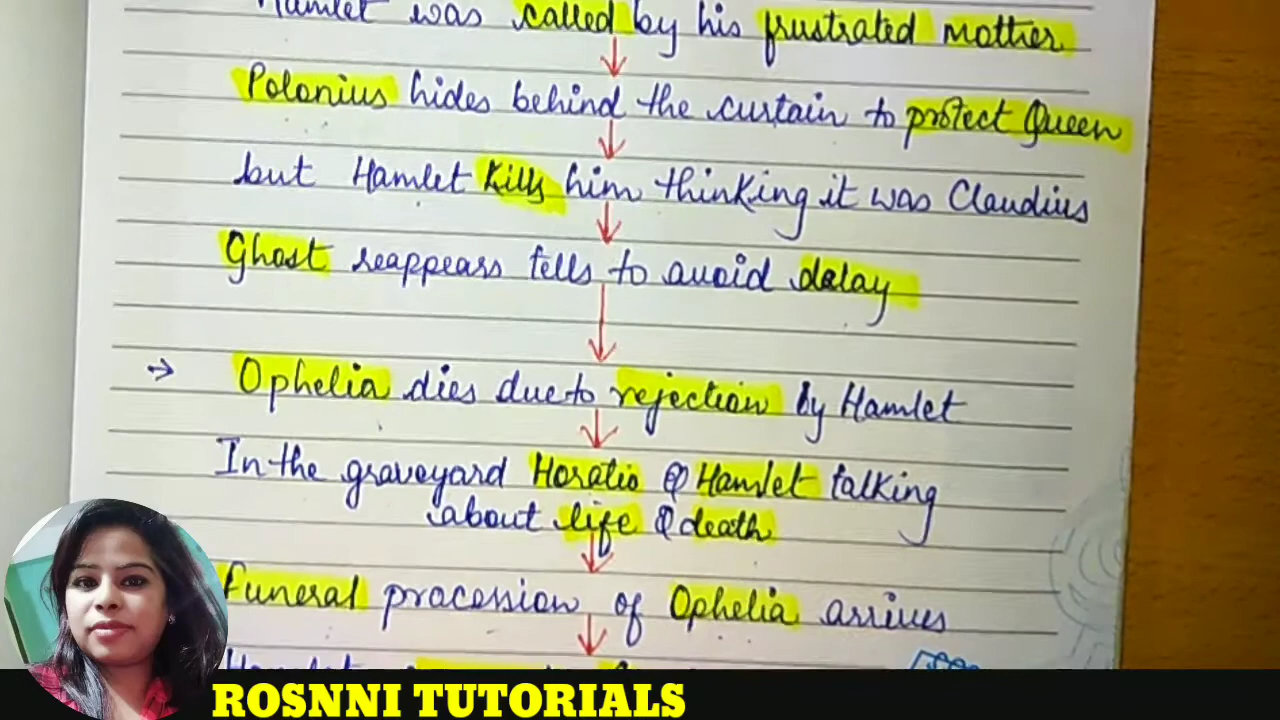 Hamlet was called by his frustrated mother
Polonius hides behind the curtain to protect Queen
but Hamlet kills him thinking it was Claudius
Ghost reappears tells to avoid delay
→ Ophelia dies due to rejection by Hamlet
In the graveyard Horatio & Hamlet talking
about life & death
Funeral procession of Ophelia arrives
Hamlet
ROSNNI TUTORIALS